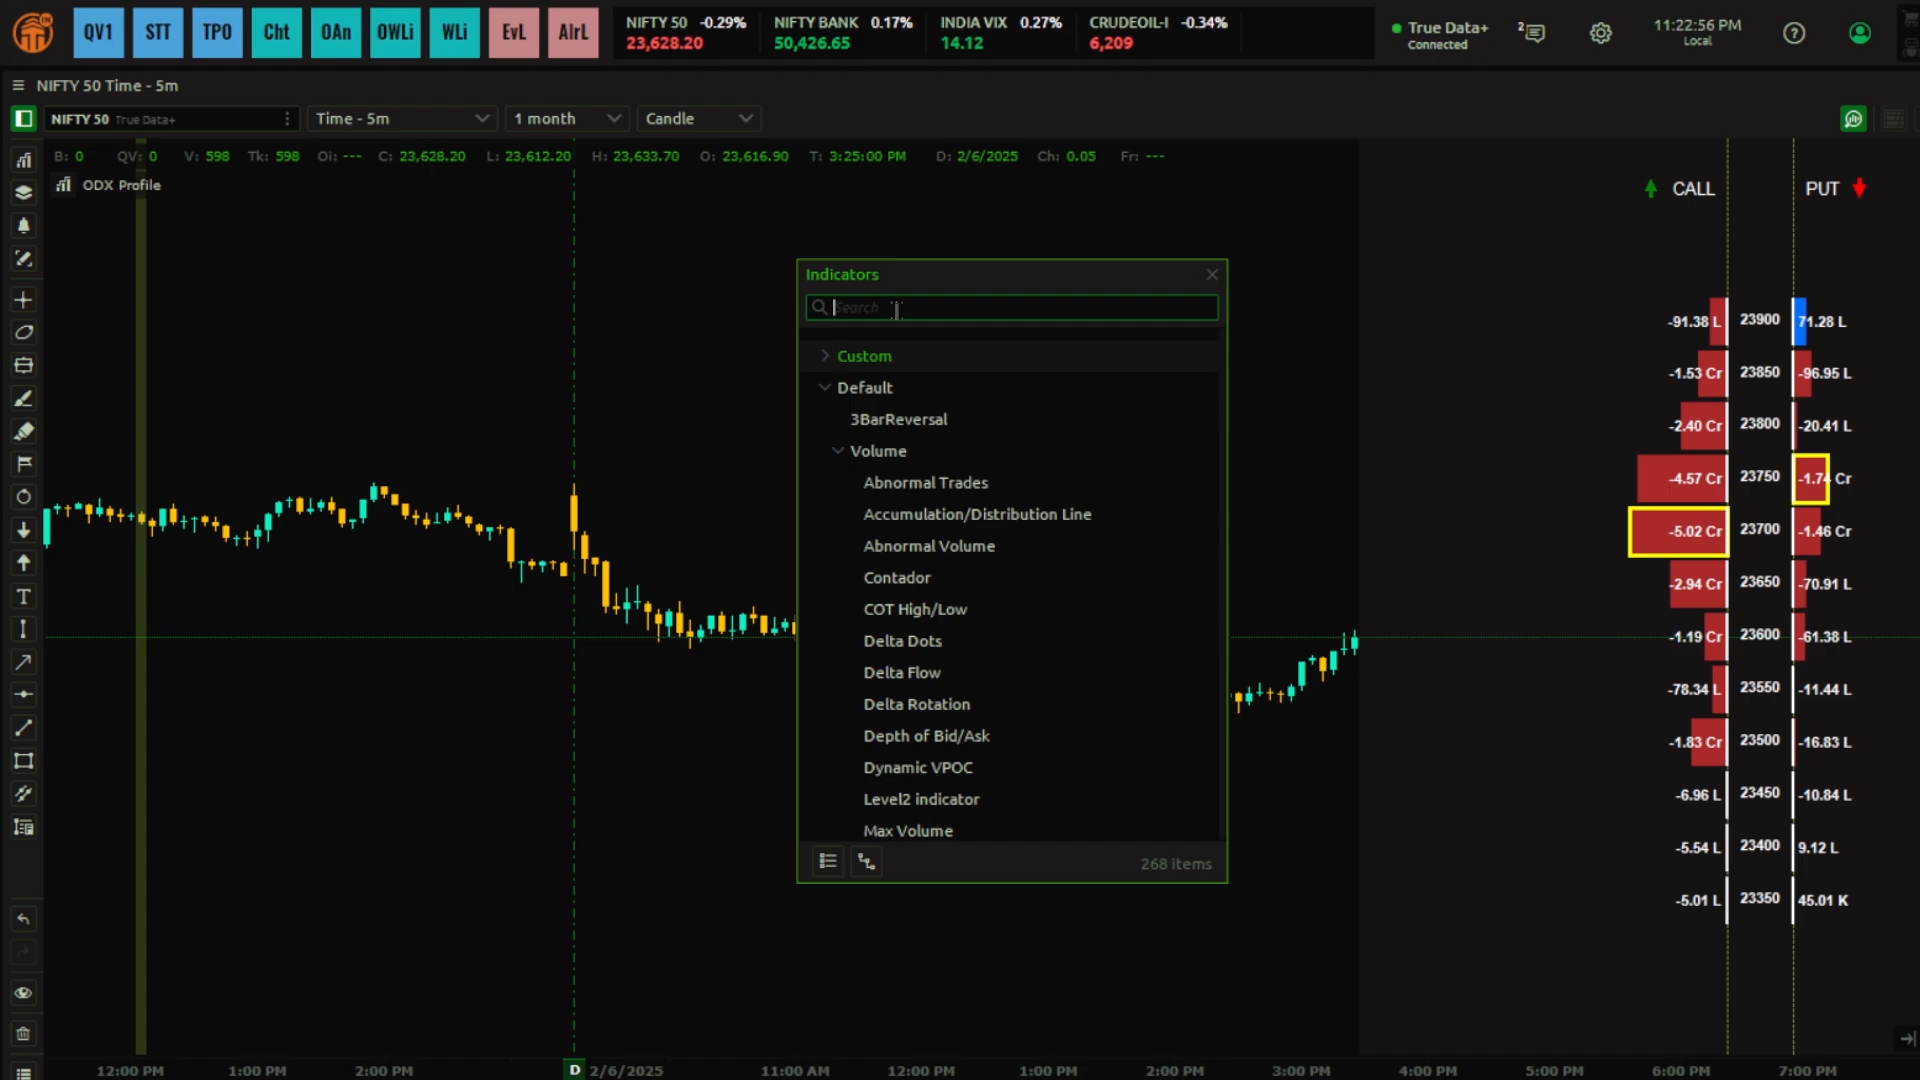 QV1 STT TPO Cht OAn OWLi WLi EvL AlrL
NIFTY 50 -0.29% NIFTY BANK 0.17% INDIA VIX 0.27% CRUDEOIL-I -0.34%
23,628.20 50,426.65 14.12 6,209
True Data+
Connected
2
11:22:56 PM
Local
NIFTY 50 Time - 5m
NIFTY 50 True Data+ Time - 5m 1 month Candle
B: 0 QV: 0 V: 598 Tk: 598 Oi: --- C: 23,628.20 L: 23,612.20 H: 23,633.70 O: 23,616.90 T: 3:25:00 PM D: 2/6/2025 Ch: 0.05 Fr: ---
ODX Profile
CALL PUT
Indicators
Search
Custom
Default
3BarReversal
Volume
Abnormal Trades
Accumulation/Distribution Line
Abnormal Volume
Contador
COT High/Low
Delta Dots
Delta Flow
Delta Rotation
Depth of Bid/Ask
Dynamic VPOC
Level2 indicator
Max Volume
268 items
-91.38 L 23900 71.28 L
-1.53 Cr 23850 -96.95 L
-2.40 Cr 23800 -20.41 L
-4.57 Cr 23750 -1.74 Cr
-5.02 Cr 23700 -1.46 Cr
-2.94 Cr 23650 -70.91 L
-1.19 Cr 23600 -61.38 L
-78.34 L 23550 -11.44 L
-1.83 Cr 23500 -16.83 L
-6.96 L 23450 -10.84 L
-5.54 L 23400 9.12 L
-5.01 L 23350 45.01 K
12:00 PM 1:00 PM 2:00 PM D 2/6/2025 11:00 AM 12:00 PM 1:00 PM 2:00 PM 3:00 PM 4:00 PM 5:00 PM 6:00 PM 7:00 PM